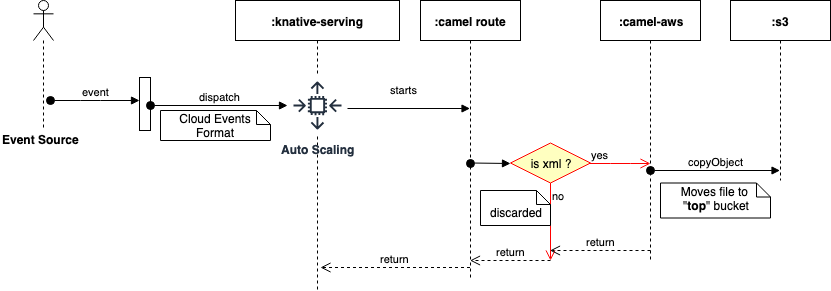 :knative-serving
:camel route
:camel-aws
:s3
event
dispatch
starts
Cloud Events
Format
Event Source
Auto Scaling
is xml ?
yes
copyObject
no
discarded
Moves file to
"top" bucket
return
return
return